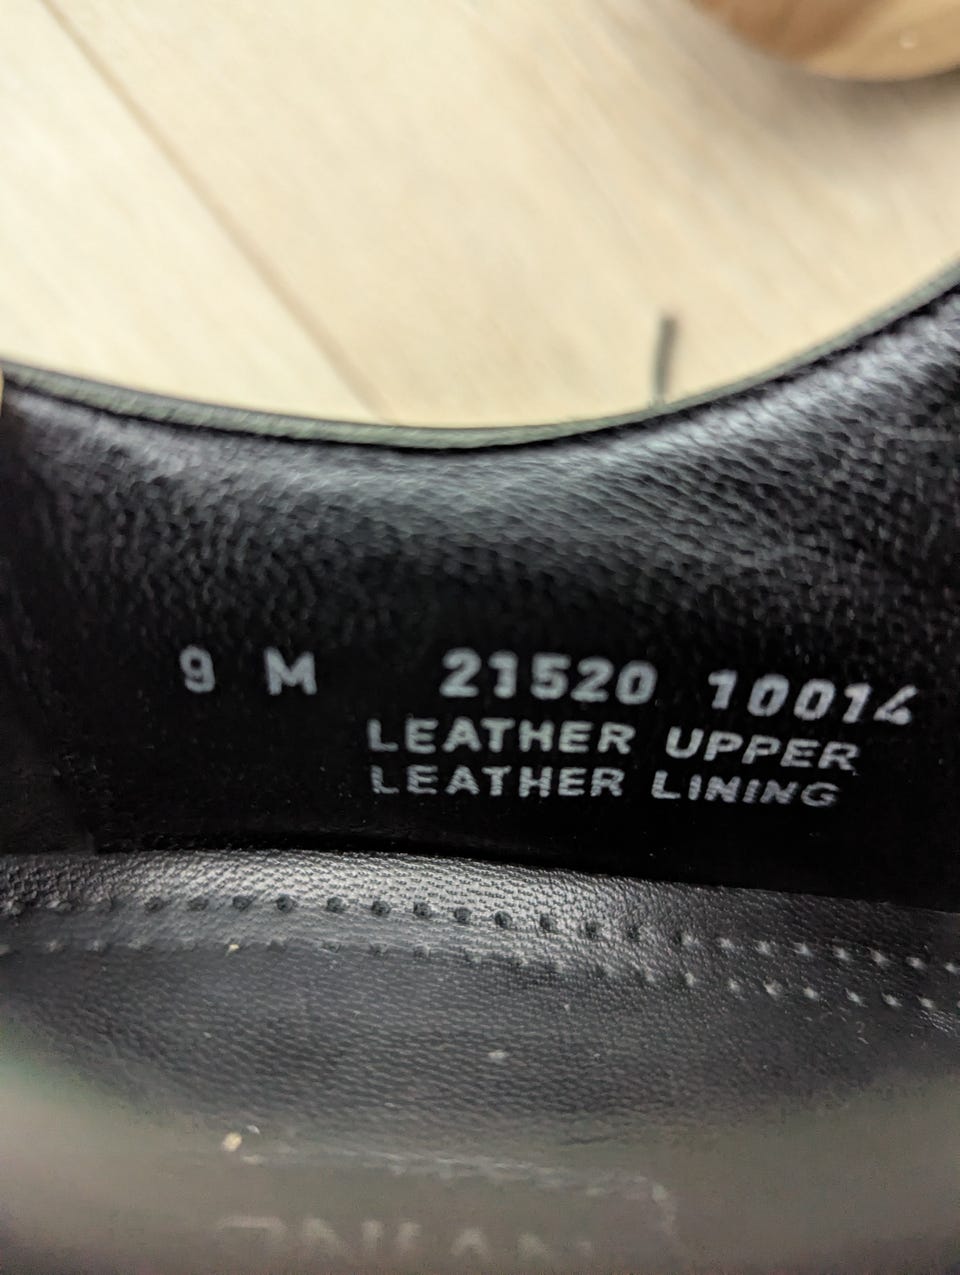 9 M 21520 10014
LEATHER UPPER
LEATHER LINING